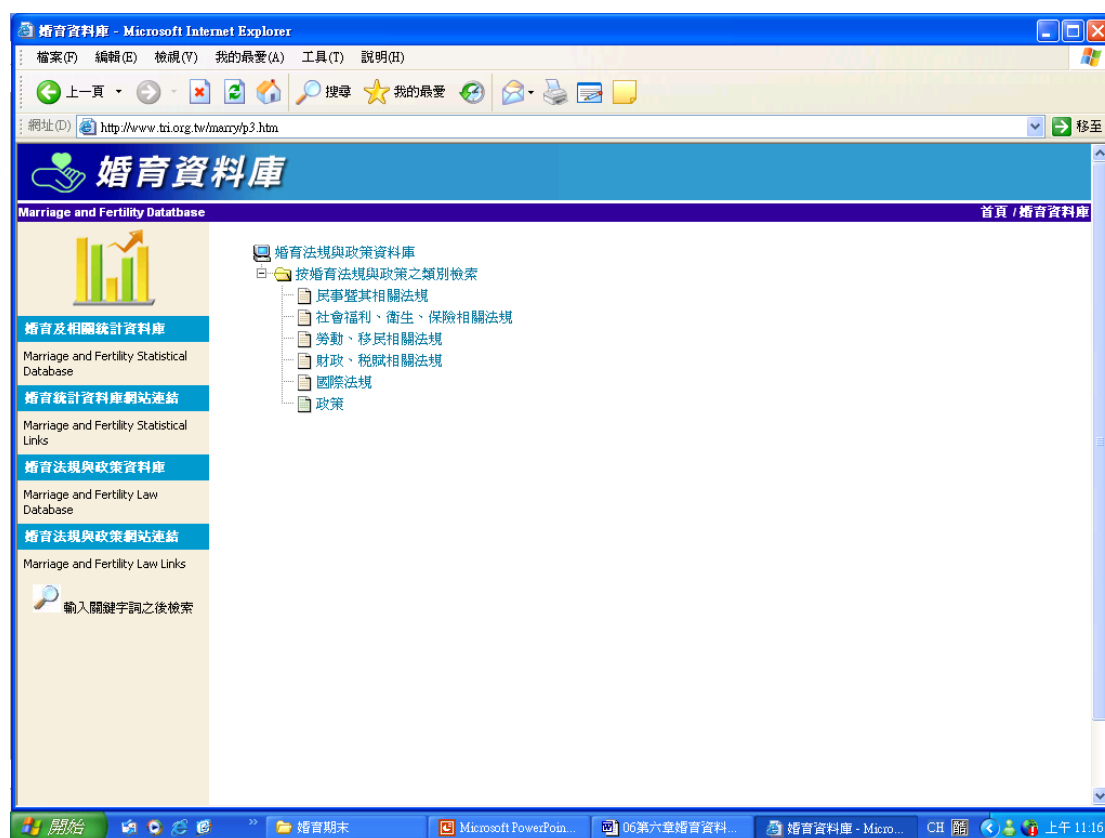 婚育資料庫 - Microsoft Internet Explorer
檔案(F) 編輯(E) 檢視(V) 我的最愛(A) 工具(T) 說明(H)
上一頁 搜尋 我的最愛
網址(D) http://www.tri.org.tw/marry/p3.htm 移至
婚育資料庫
Marriage and Fertility Datatbase 首頁 / 婚育資料庫
婚育法規與政策資料庫
按婚育法規與政策之類別檢索
民事暨其相關法規
社會福利、衛生、保險相關法規
勞動、移民相關法規
財政、稅賦相關法規
國際法規
政策
婚育及相關統計資料庫
Marriage and Fertility Statistical
Database
婚育統計資料庫網站連結
Marriage and Fertility Statistical
Links
婚育法規與政策資料庫
Marriage and Fertility Law
Database
婚育法規與政策網站連結
Marriage and Fertility Law Links
輸入關鍵字詞之後檢索
開始 » 婚育期末 Microsoft PowerPoin... 06第六章婚育資料... 婚育資料庫 - Micro... CH 酷 上午 11:16